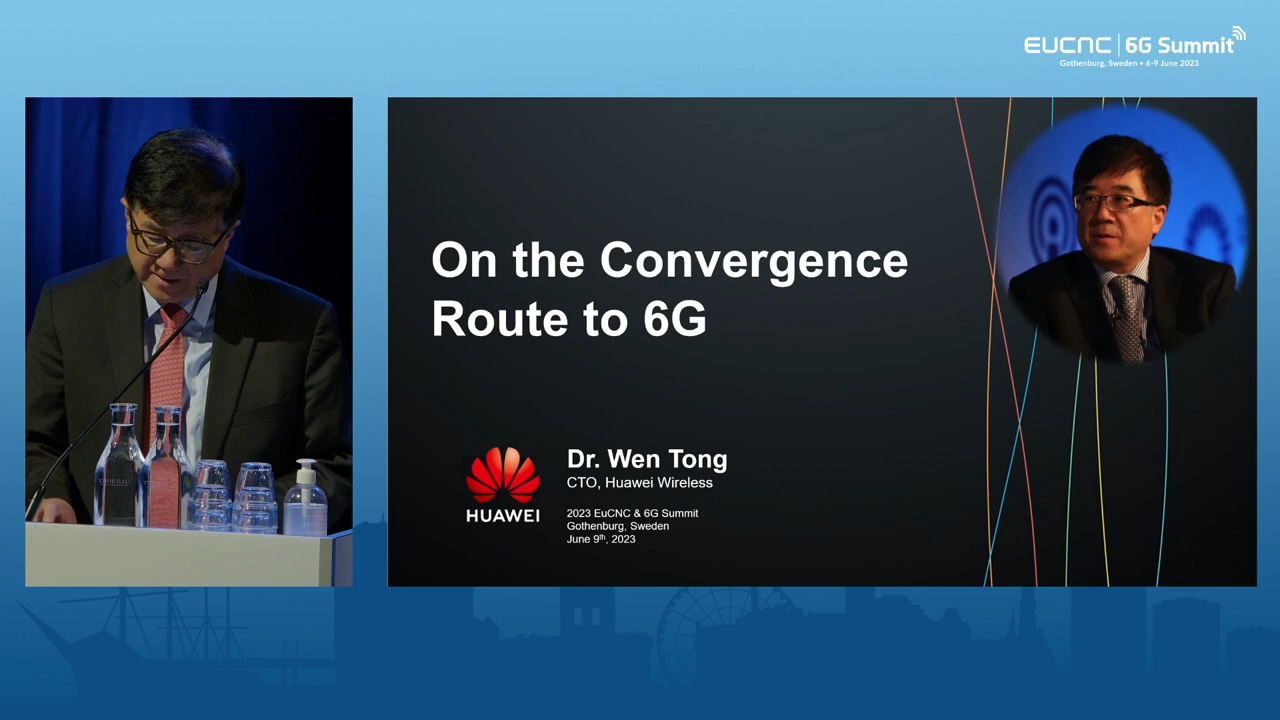 EUCNC | 6G Summit
Gothenburg, Sweden • 6-9 June 2023
On the Convergence
Route to 6G
HUAWEI
Dr. Wen Tong
CTO, Huawei Wireless
2023 EuCNC & 6G Summit
Gothenburg, Sweden
June 9th, 2023